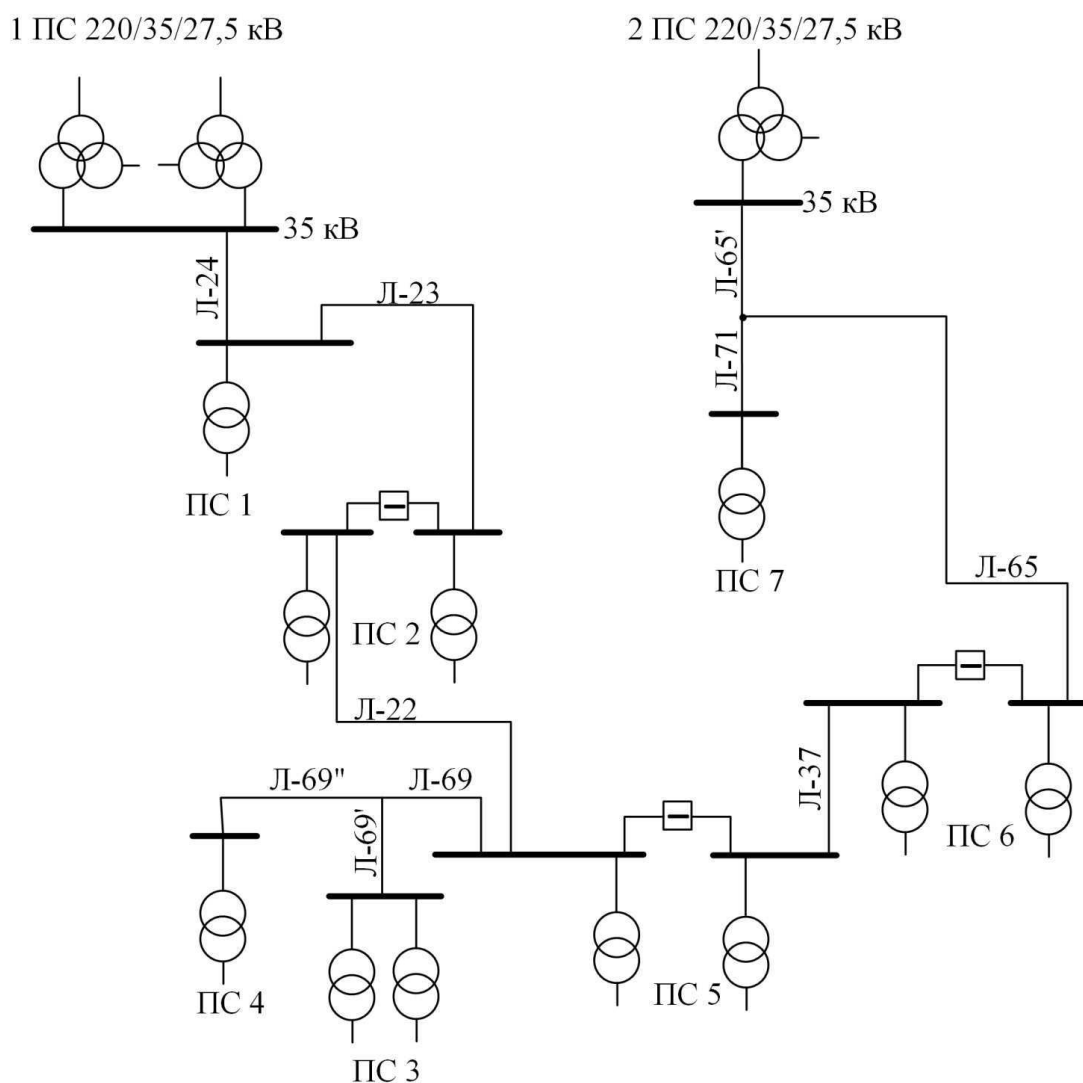 1 ПС 220/35/27,5 кВ
2 ПС 220/35/27,5 кВ
35 кВ
35 кВ
Л-24
Л-23
Л-65'
Л-71
ПС 1
ПС 7
Л-65
ПС 2
Л-22
Л-69"
Л-69
Л-69'
Л-37
ПС 6
ПС 4
ПС 3
ПС 5